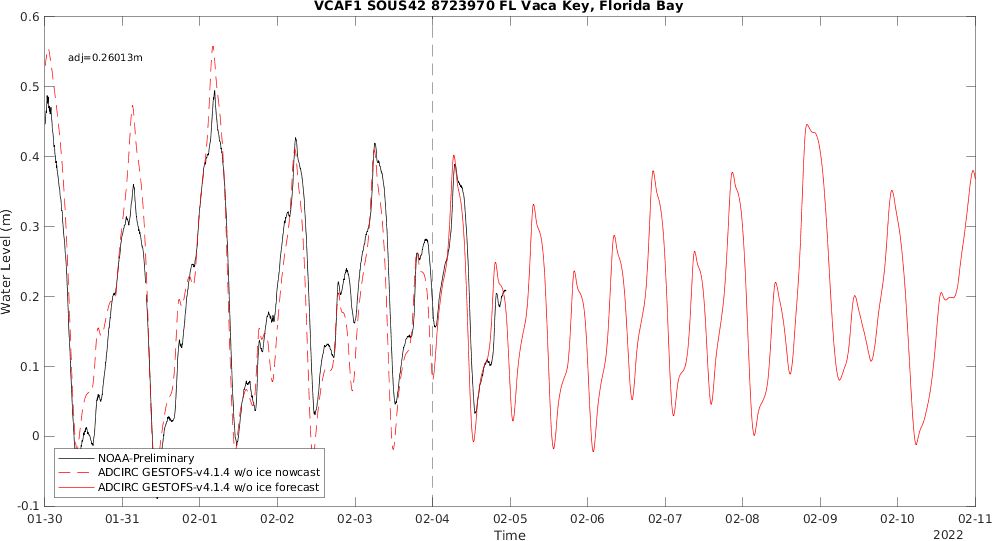 VCAF1 SOUS42 8723970 FL Vaca Key, Florida Bay
adj=0.26013m
Water Level (m)
0.6
0.5
0.4
0.3
0.2
0.1
0
-0.1
NOAA-Preliminary
ADCIRC GESTOFS-v4.1.4 w/o ice nowcast
ADCIRC GESTOFS-v4.1.4 w/o ice forecast
01-30 01-31 02-01 02-02 02-03 02-04 02-05 02-06 02-07 02-08 02-09 02-10 02-11
Time
2022